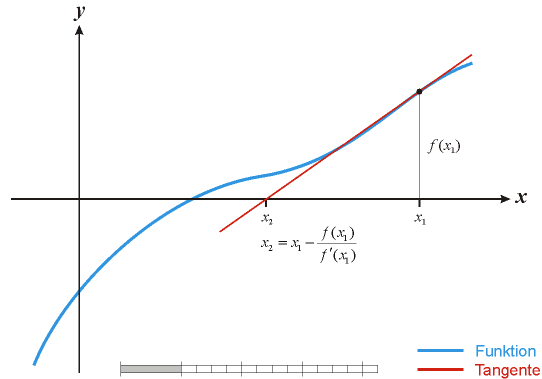 y
x
f(x₁)
x₂
x₁
x₂ = x₁ − f(x₁) / f'(x₁)
Funktion
Tangente